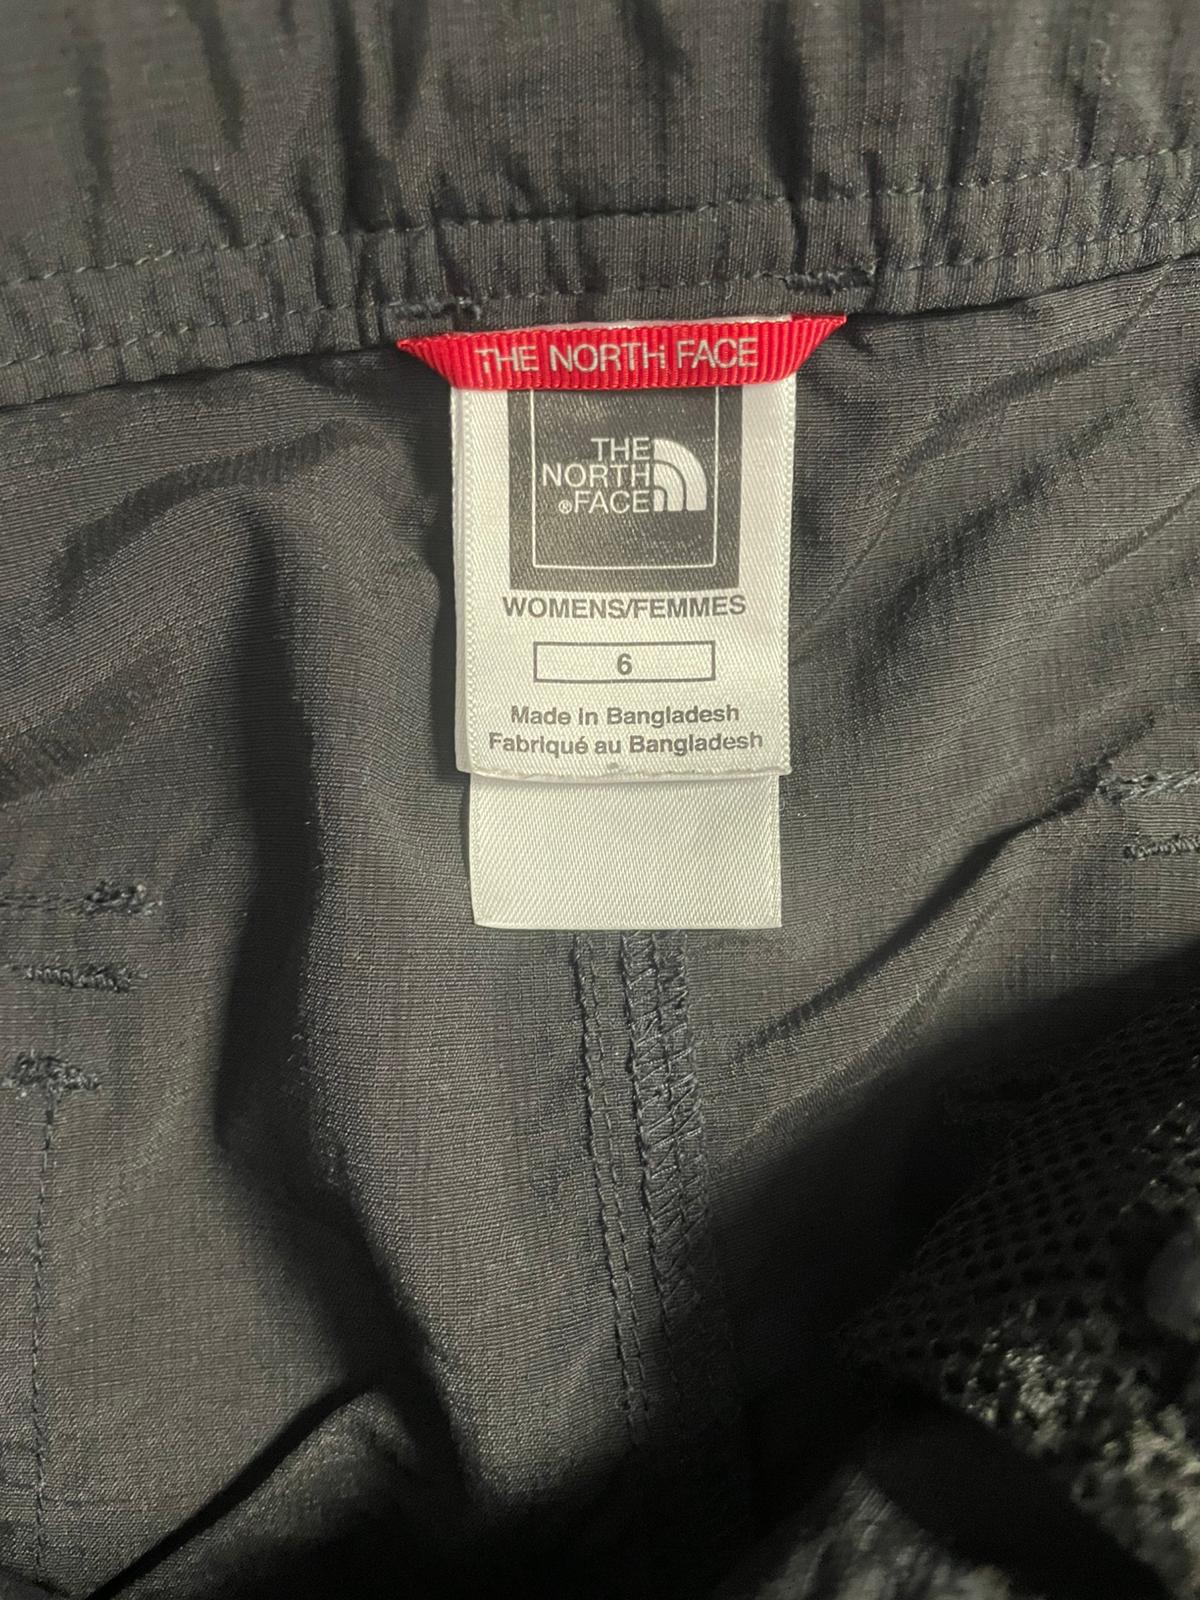 THE NORTH FACE
THE
NORTH
®FACE
WOMENS/FEMMES
6
Made in Bangladesh
Fabriqué au Bangladesh